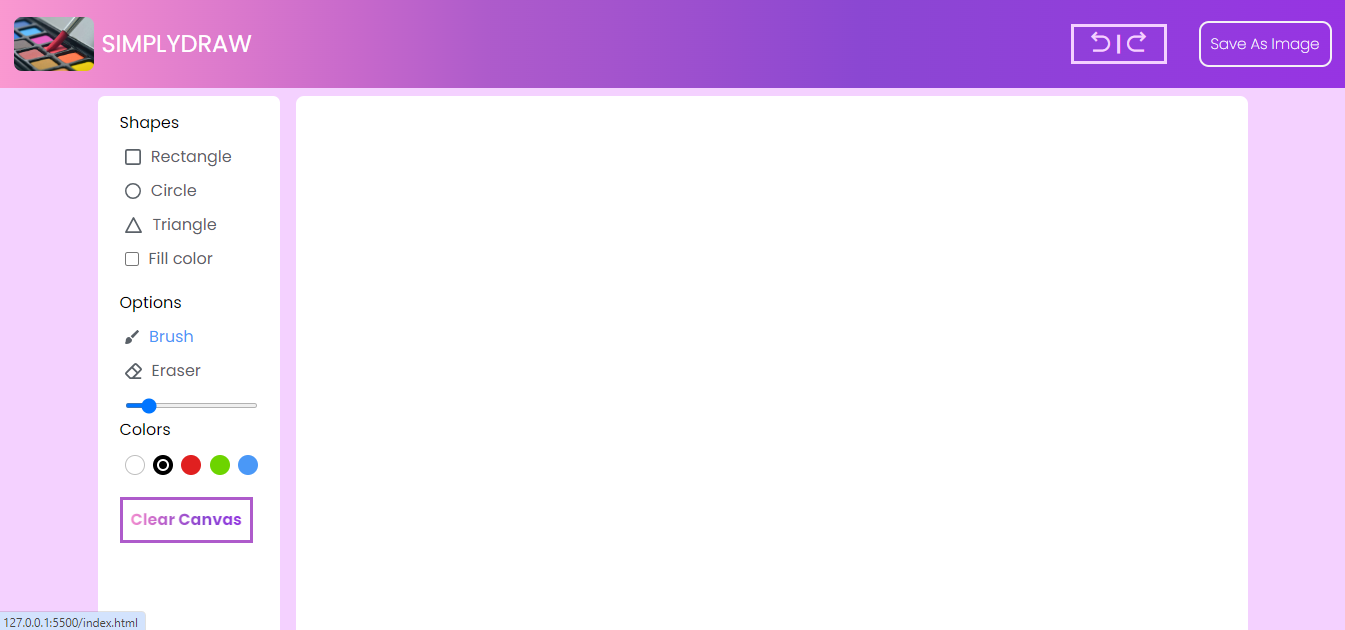 SIMPLYDRAW
Save As Image
Shapes
Rectangle
Circle
Triangle
Fill color
Options
Brush
Eraser
Colors
Clear Canvas
127.0.0.1:5500/index.html